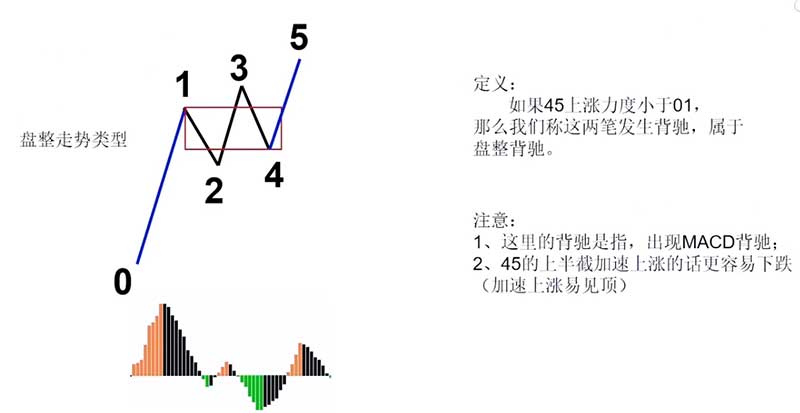 5
3
1
盘整走势类型
2
4
0
定义：
如果45上涨力度小于01，
那么我们称这两笔发生背驰，属于
盘整背驰。
注意：
1、这里的背驰是指，出现MACD背驰；
2、45的上半截加速上涨的话更容易下跌
（加速上涨易见顶）